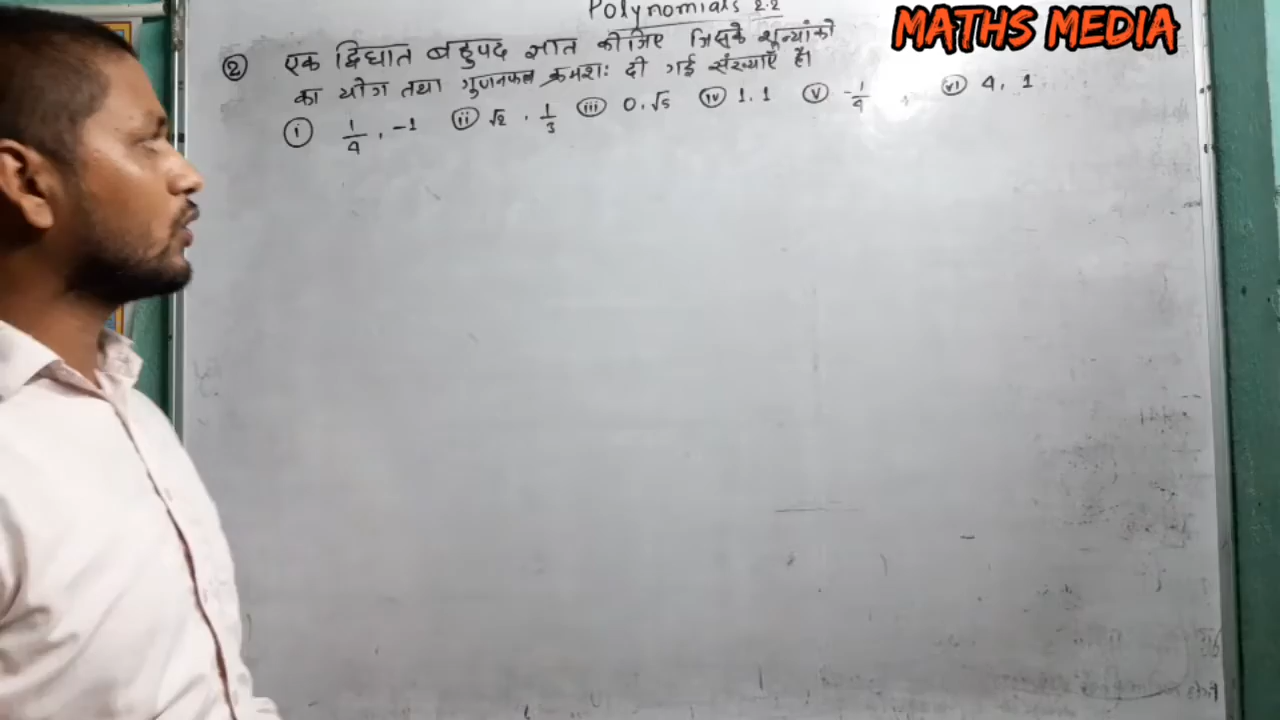 Polynomials 2.2
MATHS MEDIA
② एक द्विघात बहुपद ज्ञात कीजिए जिसके शून्यांको
का योग तथा गुणनफल क्रमशः दी गई संख्याएँ हैं।
ⓘ 1/4, -1 ⓘⓘ √2, 1/3 ⓘⓘⓘ 0, √5 ⓘⓥ 1, 1 ⓥ -1/4, ⓥⓘ 4, 1